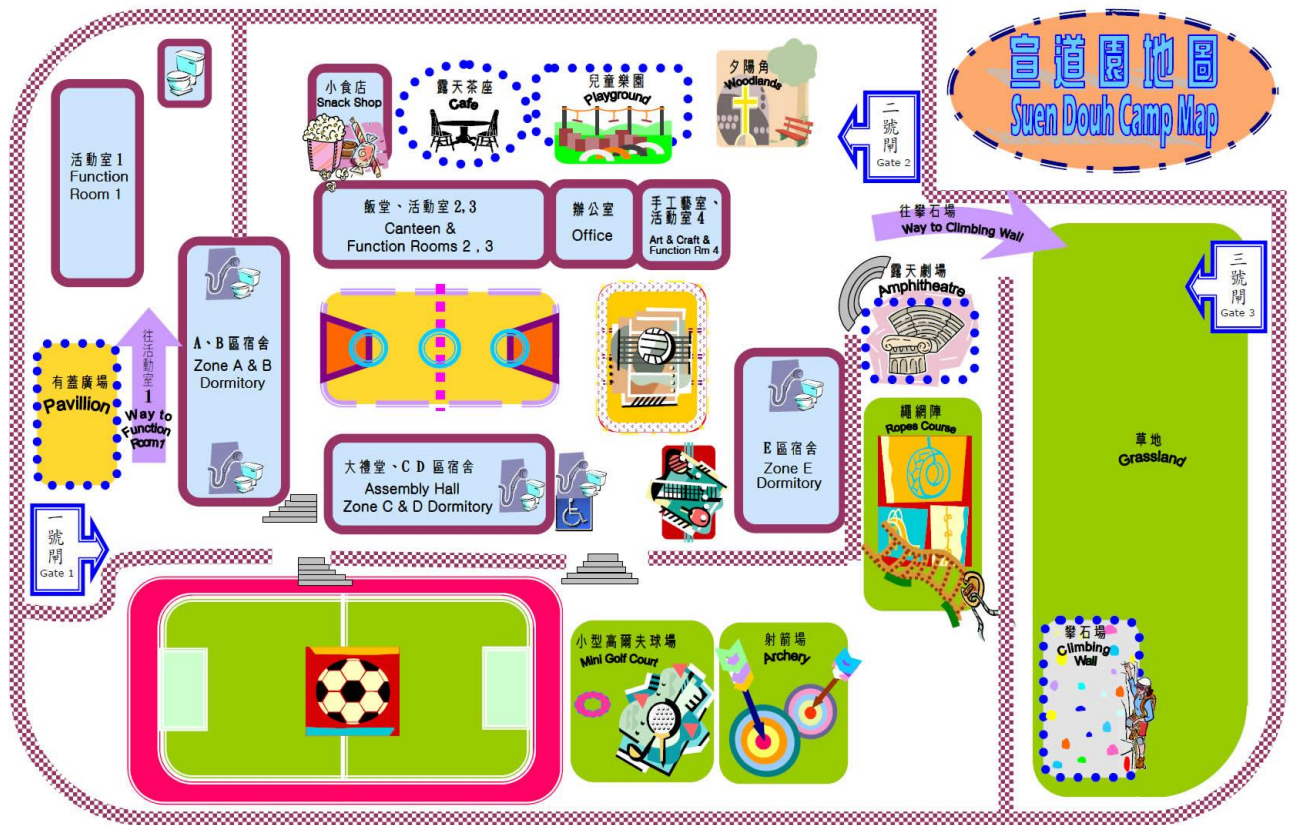 宣道園地圖
Suen Douh Camp Map
小食店
Snack Shop
露天茶座
Cafe
兒童樂園
Playground
夕陽角
Woodlands
二號閘
Gate 2
活動室 1
Function
Room 1
飯堂、活動室 2,3
Canteen &
Function Rooms 2 , 3
辦公室
Office
手工藝室、
活動室 4
Art & Craft &
Function Rm 4
往攀石場
Way to Climbing Wall
三號閘
Gate 3
露天劇場
Amphitheatre
A、B區宿舍
Zone A & B
Dormitory
往活動室 1
Way to
Function
Room 1
有蓋廣場
Pavillion
繩網陣
Ropes Course
草地
Grassland
E 區宿舍
Zone E
Dormitory
大禮堂、C D 區宿舍
Assembly Hall
Zone C & D Dormitory
一號閘
Gate 1
小型高爾夫球場
Mini Golf Court
射箭場
Archery
攀石場
Climbing
Wall